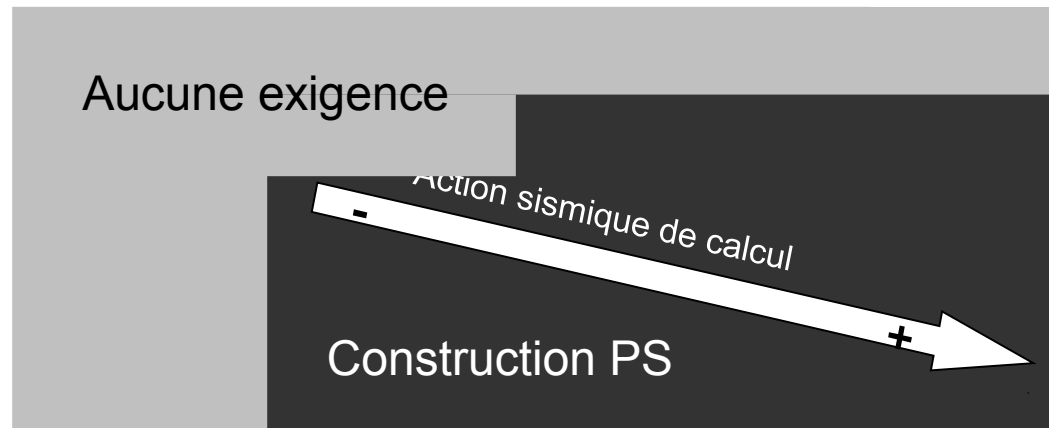 Aucune exigence
Action sismique de calcul
-
+
Construction PS